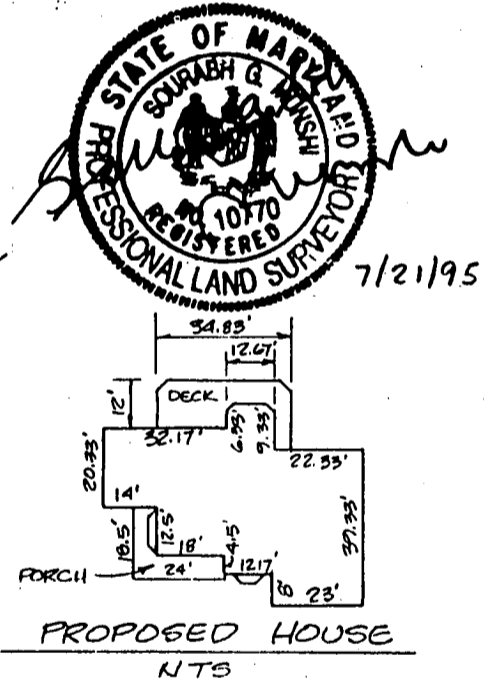 STATE OF MARYLAND
SOURABH G. MUNSHI
NO. 10770
REGISTERED
PROFESSIONAL LAND SURVEYOR
7/21/95
34.83'
12.67'
12'
DECK
32.17'
6.33'
9.33'
22.33'
20.33'
14'
18.5'
12.5'
18'
4.5'
39.33'
24'
12.17'
PORCH
8'
23'
PROPOSED HOUSE
NTS